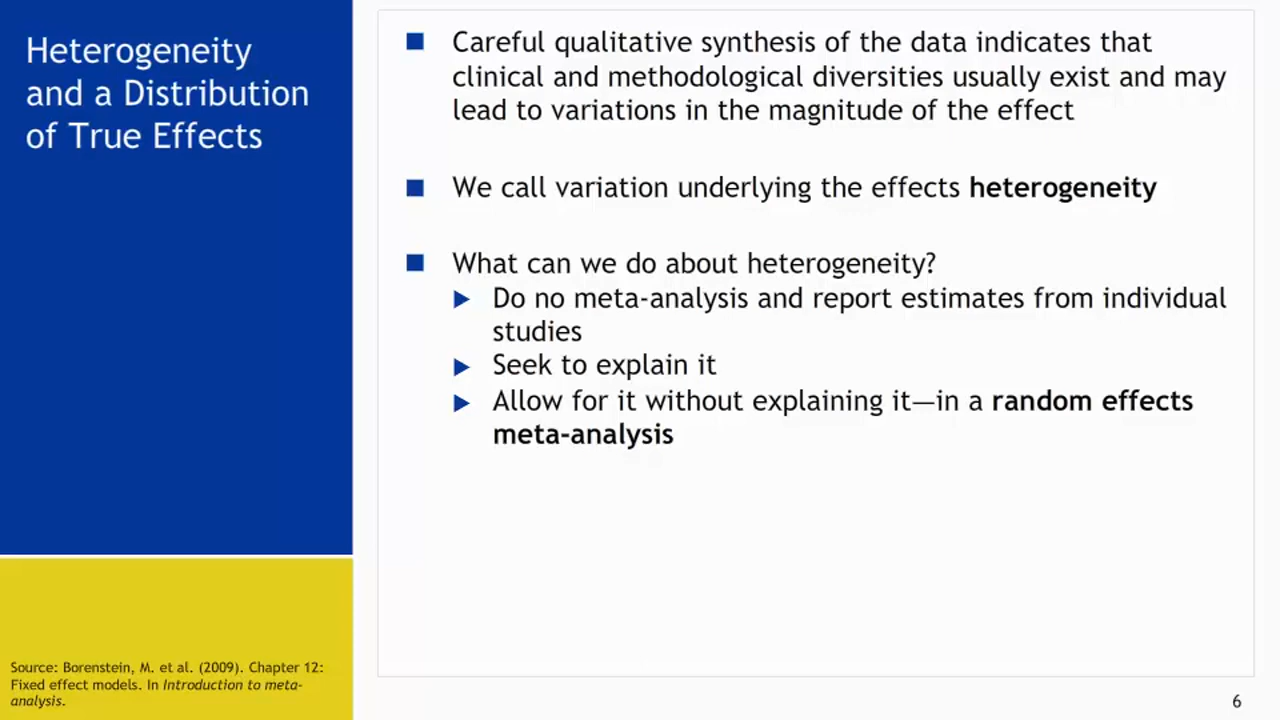 Heterogeneity
and a Distribution
of True Effects
■ Careful qualitative synthesis of the data indicates that
clinical and methodological diversities usually exist and may
lead to variations in the magnitude of the effect
■ We call variation underlying the effects heterogeneity
■ What can we do about heterogeneity?
▶ Do no meta-analysis and report estimates from individual
studies
▶ Seek to explain it
▶ Allow for it without explaining it—in a random effects
meta-analysis
Source: Borenstein, M. et al. (2009). Chapter 12:
Fixed effect models. In Introduction to meta-
analysis.
6